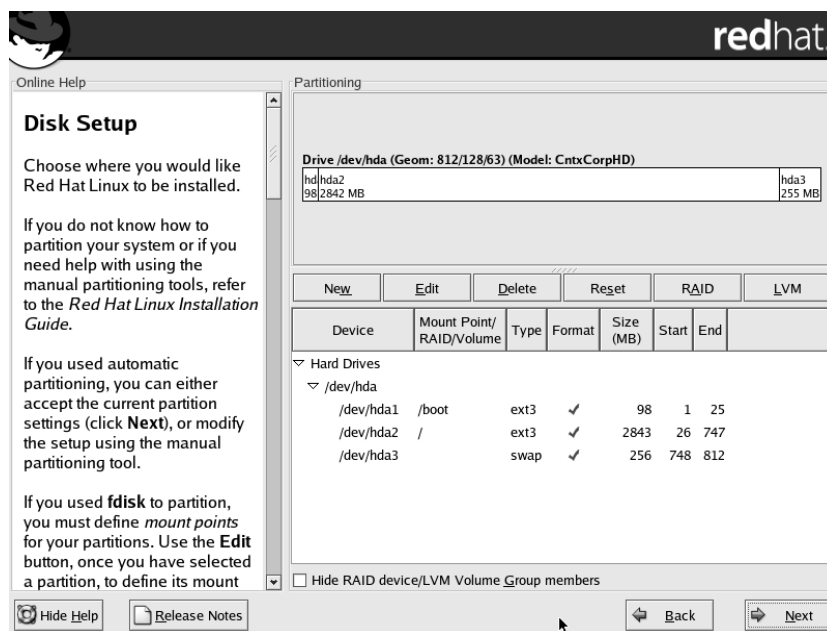 redhat.
Online Help
Disk Setup
Choose where you would like
Red Hat Linux to be installed.
If you do not know how to
partition your system or if you
need help with using the
manual partitioning tools, refer
to the Red Hat Linux Installation
Guide.
If you used automatic
partitioning, you can either
accept the current partition
settings (click Next), or modify
the setup using the manual
partitioning tool.
If you used fdisk to partition,
you must define mount points
for your partitions. Use the Edit
button, once you have selected
a partition, to define its mount
Partitioning
Drive /dev/hda (Geom: 812/128/63) (Model: CntxCorpHD)
hd hda2 hda3
98 2842 MB 255 MB
New Edit Delete Reset RAID LVM
Device Mount Point/ RAID/Volume Type Format Size (MB) Start End
Hard Drives
/dev/hda
/dev/hda1 /boot ext3 98 1 25
/dev/hda2 / ext3 2843 26 747
/dev/hda3 swap 256 748 812
Hide RAID device/LVM Volume Group members
Hide Help Release Notes Back Next